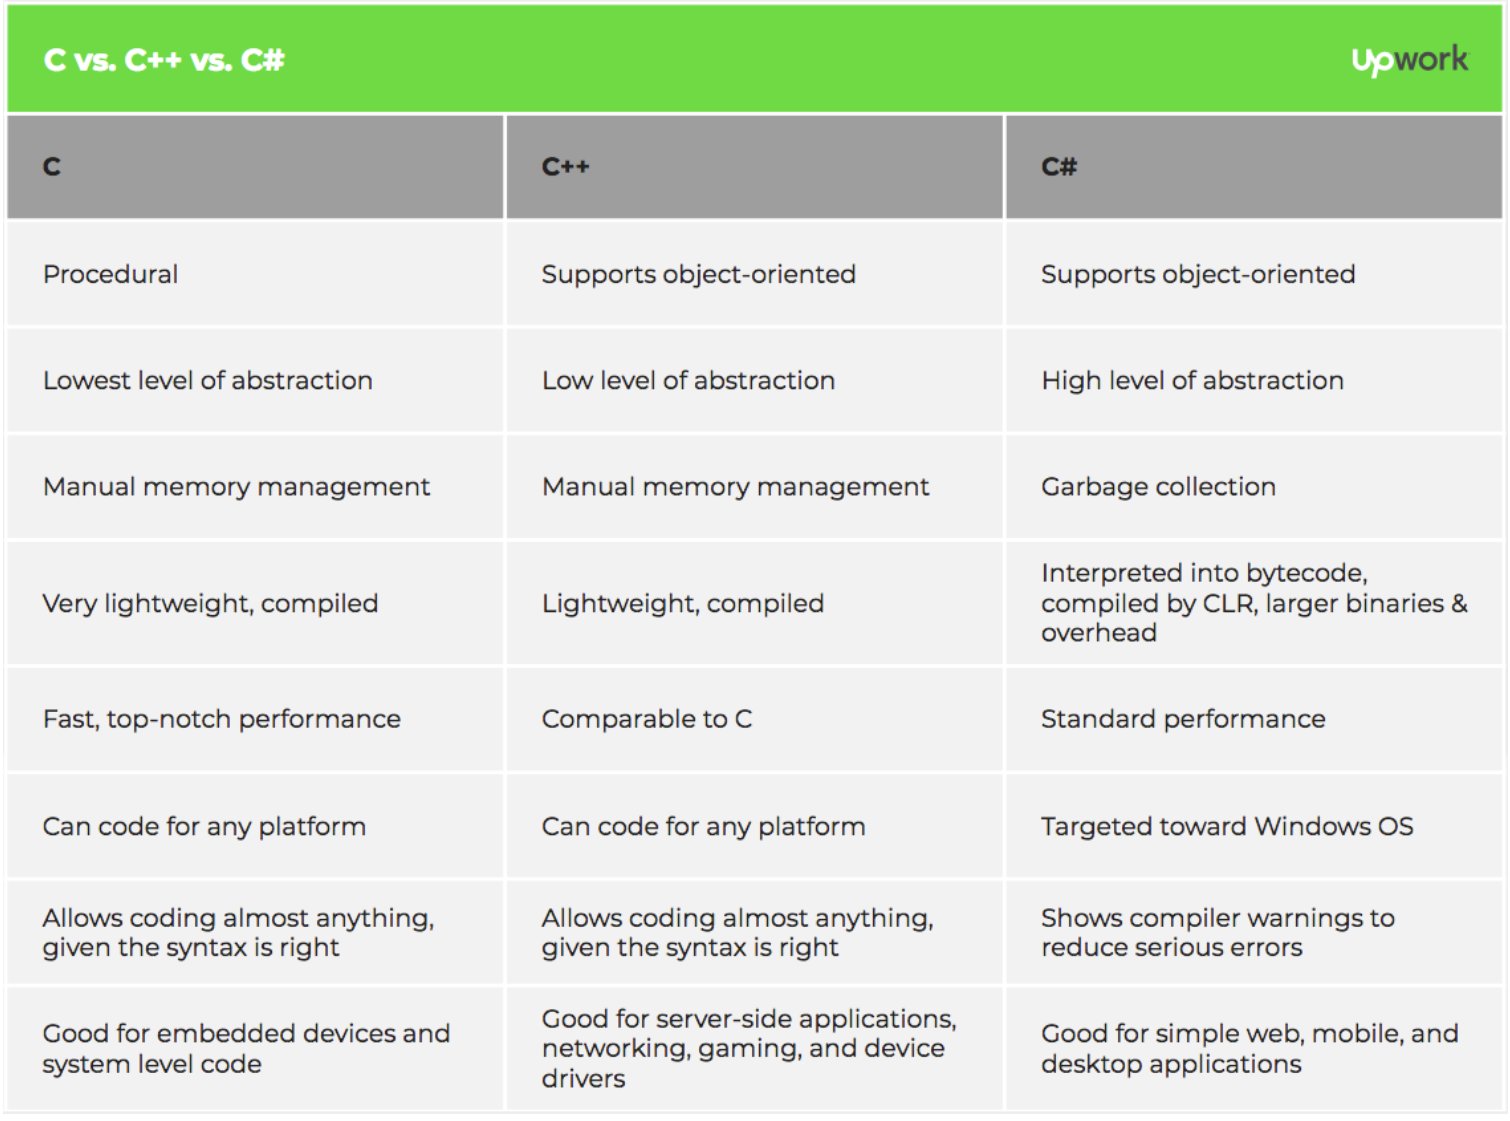 C vs. C++ vs. C#
Upwork
C
C++
C#
Procedural
Supports object-oriented
Supports object-oriented
Lowest level of abstraction
Low level of abstraction
High level of abstraction
Manual memory management
Manual memory management
Garbage collection
Very lightweight, compiled
Lightweight, compiled
Interpreted into bytecode,
compiled by CLR, larger binaries &
overhead
Fast, top-notch performance
Comparable to C
Standard performance
Can code for any platform
Can code for any platform
Targeted toward Windows OS
Allows coding almost anything,
given the syntax is right
Allows coding almost anything,
given the syntax is right
Shows compiler warnings to
reduce serious errors
Good for embedded devices and
system level code
Good for server-side applications,
networking, gaming, and device
drivers
Good for simple web, mobile, and
desktop applications